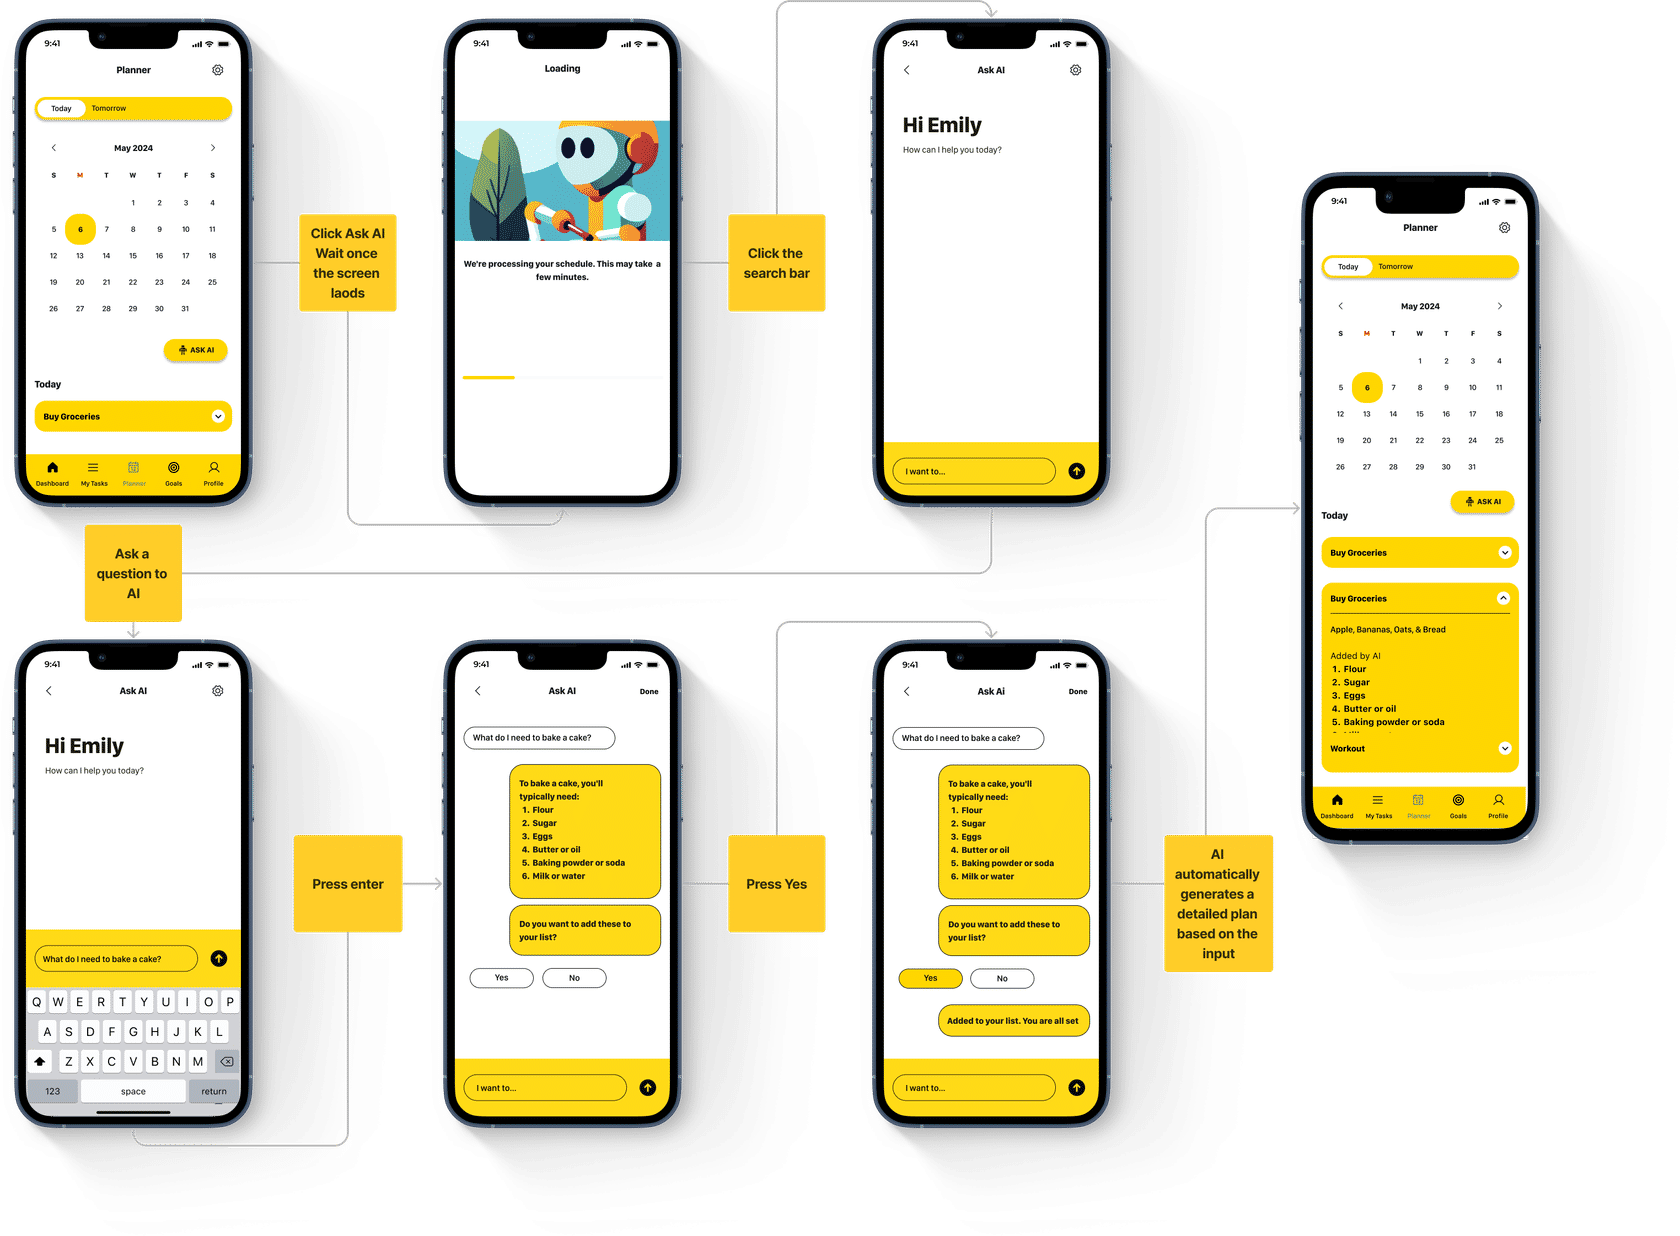 9:41
Planner
Today Tomorrow
May 2024
S M T W T F S
1 2 3 4
5 6 7 8 9 10 11
12 13 14 15 16 17 18
19 20 21 22 23 24 25
26 27 28 29 30 31
ASK AI
Today
Buy Groceries
12
Dashboard My Tasks Planner Goals Profile
Click Ask AI
Wait once
the screen
laods
9:41
Loading
We're processing your schedule. This may take a
few minutes.
Click the
search bar
9:41
Ask AI
Hi Emily
How can I help you today?
I want to...
Ask a
question to
AI
9:41
Ask AI
Hi Emily
How can I help you today?
What do I need to bake a cake?
Q W E R T Y U I O P
A S D F G H J K L
Z X C V B N M
123 space return
Press enter
9:41
Ask AI Done
What do I need to bake a cake?
To bake a cake, you'll
typically need:
1. Flour
2. Sugar
3. Eggs
4. Butter or oil
5. Baking powder or soda
6. Milk or water
Do you want to add these to
your list?
Yes No
I want to...
Press Yes
9:41
Ask Ai Done
What do I need to bake a cake?
To bake a cake, you'll
typically need:
1. Flour
2. Sugar
3. Eggs
4. Butter or oil
5. Baking powder or soda
6. Milk or water
Do you want to add these to
your list?
Yes No
Added to your list. You are all set
I want to...
AI
automatically
generates a
detailed plan
based on the
input
9:41
Planner
Today Tomorrow
May 2024
S M T W T F S
1 2 3 4
5 6 7 8 9 10 11
12 13 14 15 16 17 18
19 20 21 22 23 24 25
26 27 28 29 30 31
ASK AI
Today
Buy Groceries
Buy Groceries
Apple, Bananas, Oats, & Bread
Added by AI
1. Flour
2. Sugar
3. Eggs
4. Butter or oil
5. Baking powder or soda
Workout
12
Dashboard My Tasks Planner Goals Profile